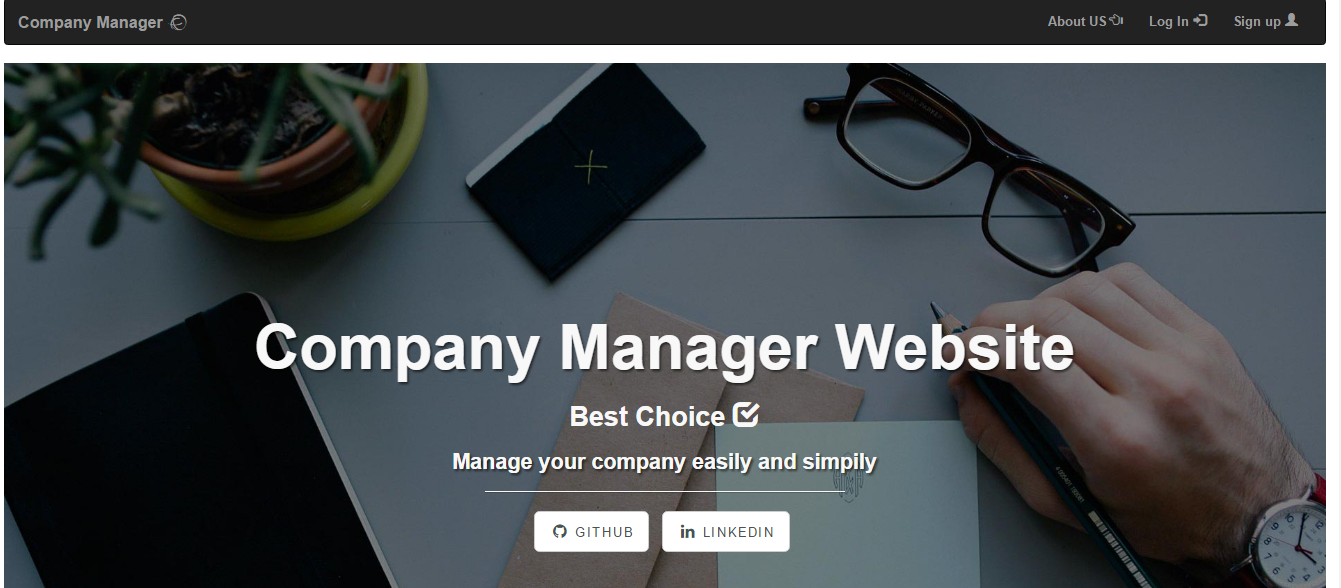 Company Manager
About US Log In Sign up
Company Manager Website
Best Choice
Manage your company easily and simpily
GITHUB LINKEDIN